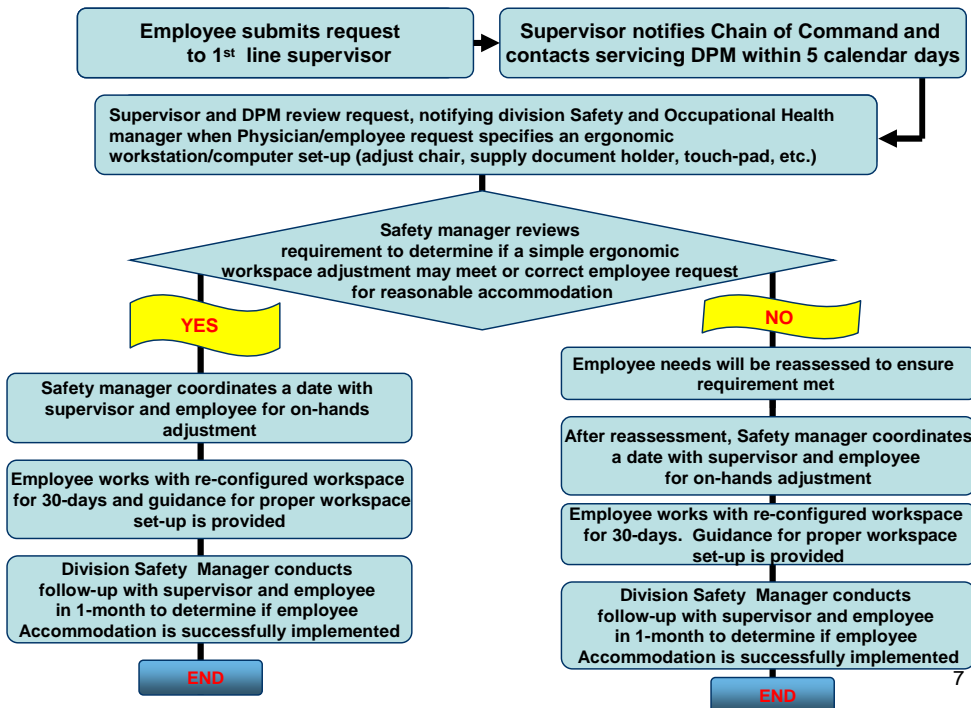 Employee submits request
to 1st line supervisor
Supervisor notifies Chain of Command and
contacts servicing DPM within 5 calendar days
Supervisor and DPM review request, notifying division Safety and Occupational Health
manager when Physician/employee request specifies an ergonomic
workstation/computer set-up (adjust chair, supply document holder, touch-pad, etc.)
Safety manager reviews
requirement to determine if a simple ergonomic
workspace adjustment may meet or correct employee request
for reasonable accommodation
YES
Safety manager coordinates a date with
supervisor and employee for on-hands
adjustment
Employee works with re-configured workspace
for 30-days and guidance for proper workspace
set-up is provided
Division Safety Manager conducts
follow-up with supervisor and employee
in 1-month to determine if employee
Accommodation is successfully implemented
END
NO
Employee needs will be reassessed to ensure
requirement met
After reassessment, Safety manager coordinates
a date with supervisor and employee
for on-hands adjustment
Employee works with re-configured workspace
for 30-days. Guidance for proper workspace
set-up is provided
Division Safety Manager conducts
follow-up with supervisor and employee
in 1-month to determine if employee
Accommodation is successfully implemented
END
7